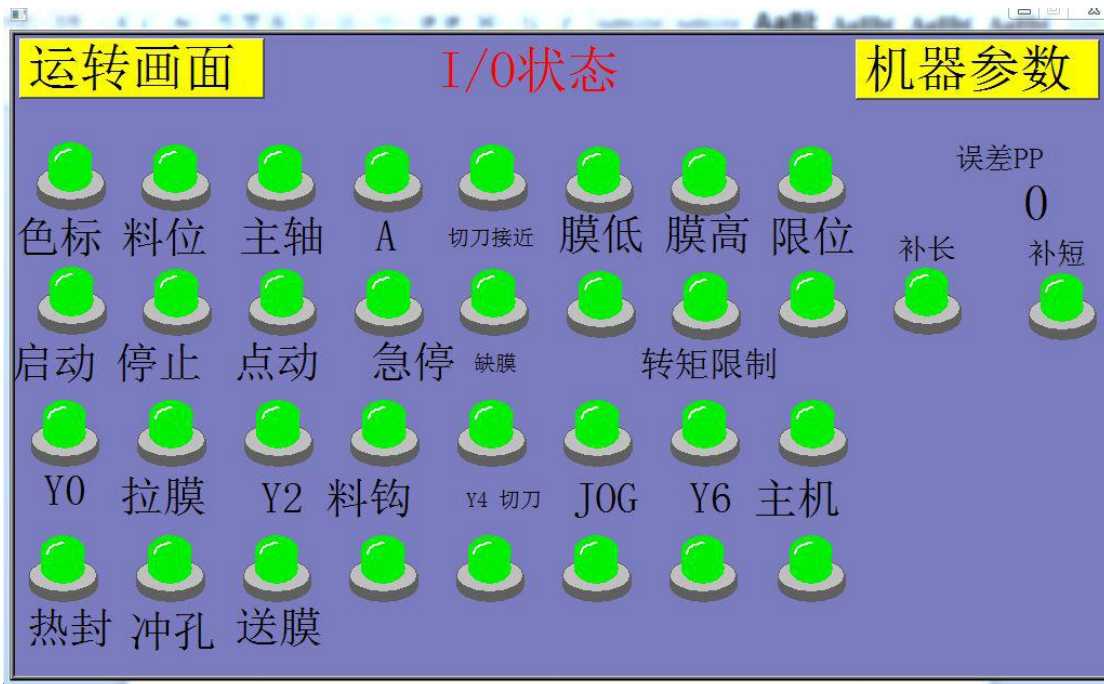 运转画面 I/O状态 机器参数
误差PP
0
色标 料位 主轴 A 切刀接近 膜低 膜高 限位 补长 补短
启动 停止 点动 急停 缺膜 转矩限制
Y0 拉膜 Y2 料钩 Y4 切刀 JOG Y6 主机
热封 冲孔 送膜